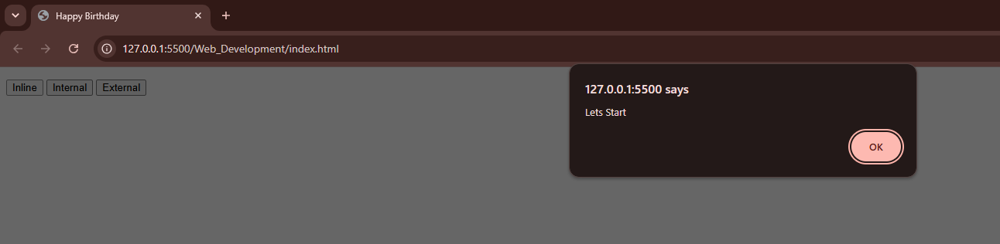 Happy Birthday
127.0.0.1:5500/Web_Development/index.html
Inline Internal External
127.0.0.1:5500 says
Lets Start
OK